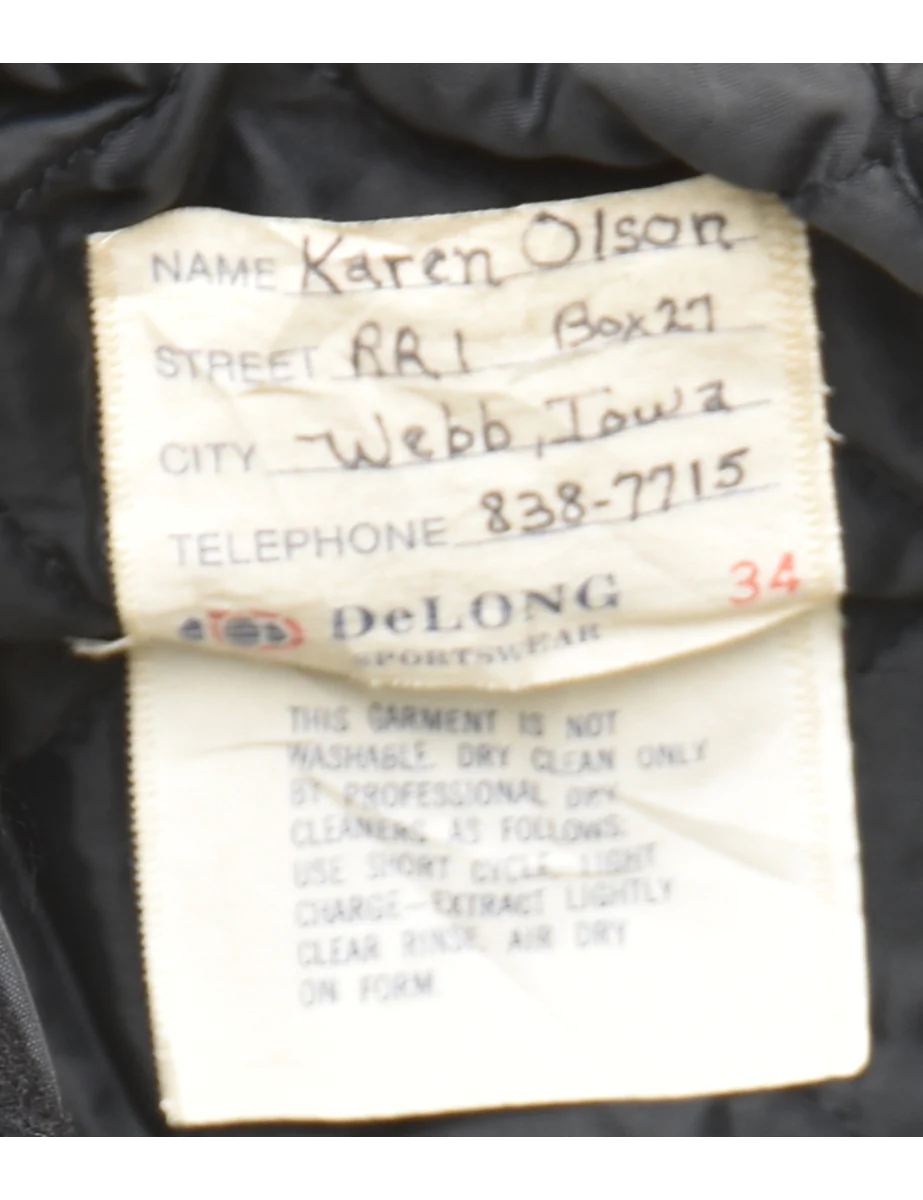 NAME Karen Olson
STREET RR1 Box 27
CITY Webb, Iowa
TELEPHONE 838-7715
DeLONG 34
SPORTSWEAR
THIS GARMENT IS NOT
WASHABLE DRY CLEAN ONLY
BY PROFESSIONAL DRY
CLEANERS AS FOLLOWS:
USE SHORT CYCLE LIGHT
CHARGE-EXTRACT LIGHTLY
CLEAR RINSE AIR DRY
ON FORM.